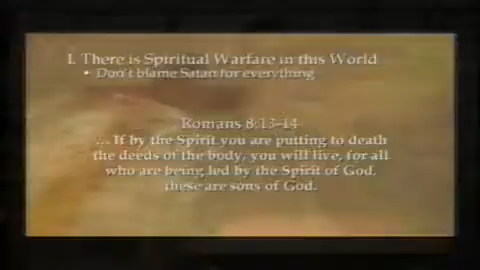 I. There is Spiritual Warfare in this World
• Don't blame Satan for everything
Romans 8:13-14
...If by the Spirit you are putting to death
the deeds of the body, you will live, for all
who are being led by the Spirit of God,
these are sons of God.